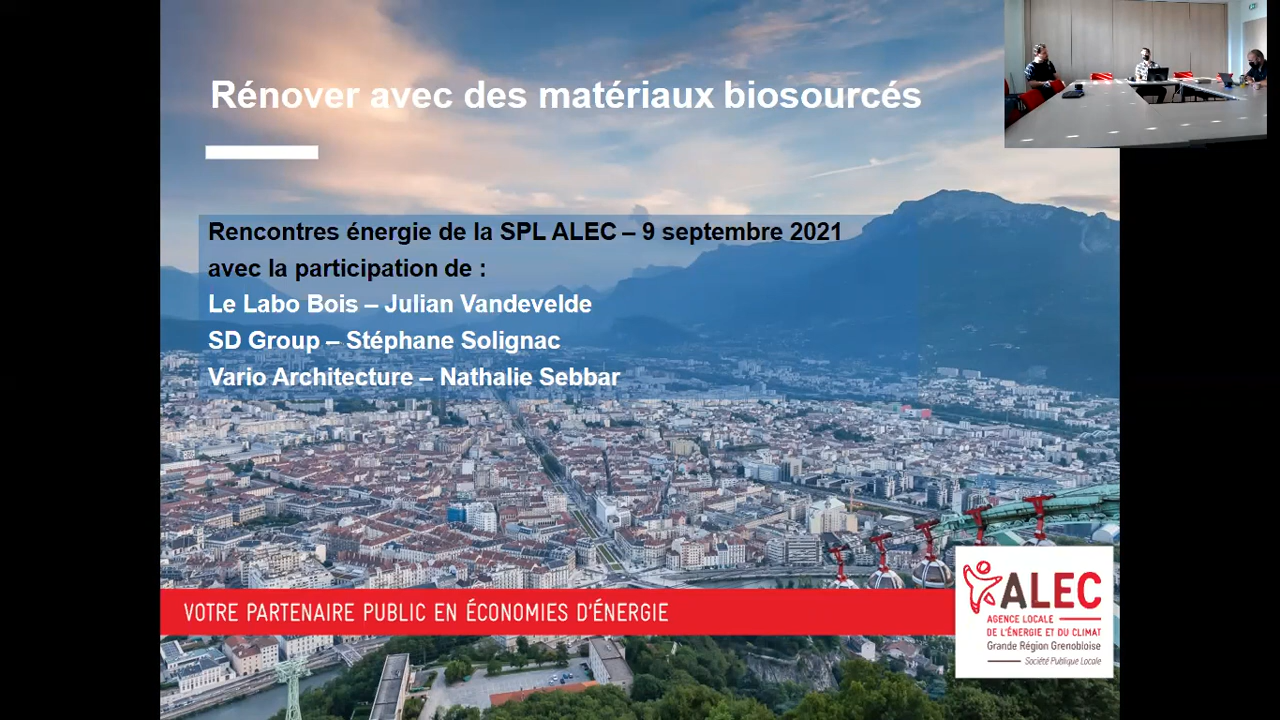 Rénover avec des matériaux biosourcés
Rencontres énergie de la SPL ALEC – 9 septembre 2021
avec la participation de :
Le Labo Bois – Julian Vandevelde
SD Group – Stéphane Solignac
Vario Architecture – Nathalie Sebbar
VOTRE PARTENAIRE PUBLIC EN ÉCONOMIES D'ÉNERGIE
ALEC
AGENCE LOCALE
DE L'ÉNERGIE ET DU CLIMAT
Grande Région Grenobloise
Société Publique Locale